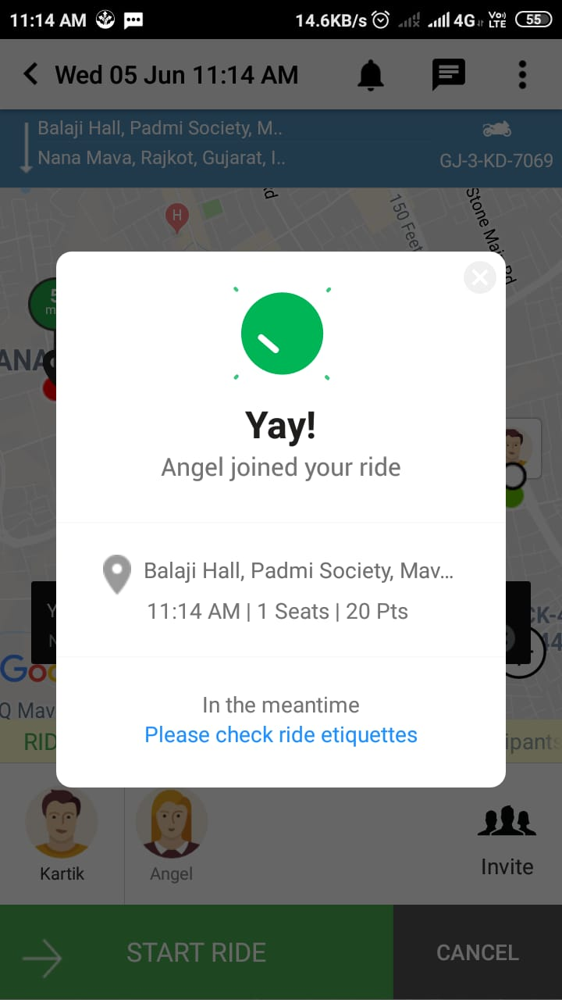 11:14 AM
14.6KB/s 4G VoLTE 55
Wed 05 Jun 11:14 AM
Balaji Hall, Padmi Society, M..
Nana Mava, Rajkot, Gujarat, I..
GJ-3-KD-7069
H
150 Feet
Stone Main Rd
Yay!
Angel joined your ride
Balaji Hall, Padmi Society, Mav...
11:14 AM | 1 Seats | 20 Pts
In the meantime
Please check ride etiquettes
Kartik
Angel
Invite
START RIDE
CANCEL